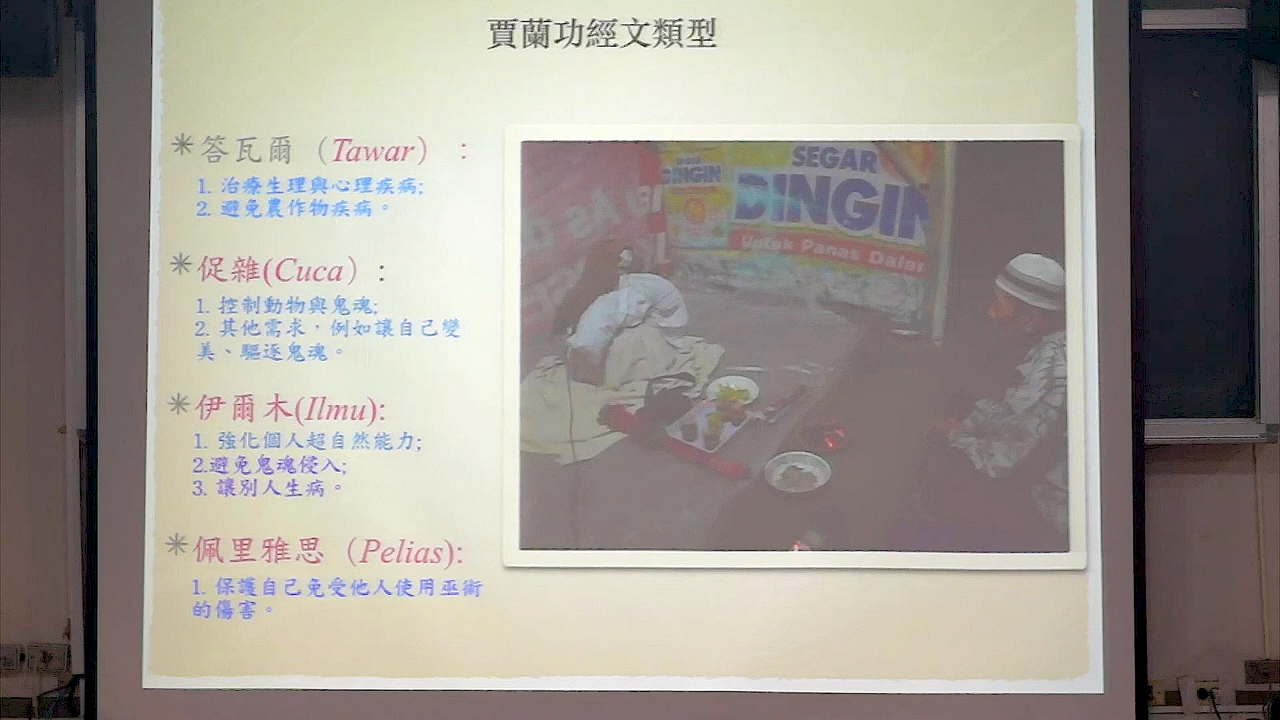 賈蘭功經文類型
答瓦爾（Tawar）：
1. 治療生理與心理疾病;
2. 避免農作物疾病。
促雜(Cuca）:
1. 控制動物與鬼魂;
2. 其他需求，例如讓自己變
美、驅逐鬼魂。
伊爾木(Ilmu):
1. 強化個人超自然能力;
2.避免鬼魂侵入;
3. 讓別人生病。
佩里雅思（Pelias):
1. 保護自己免受他人使用巫術
的傷害。
SEGAR
DINGIN
DINGIN
Untuk Panas Dalam